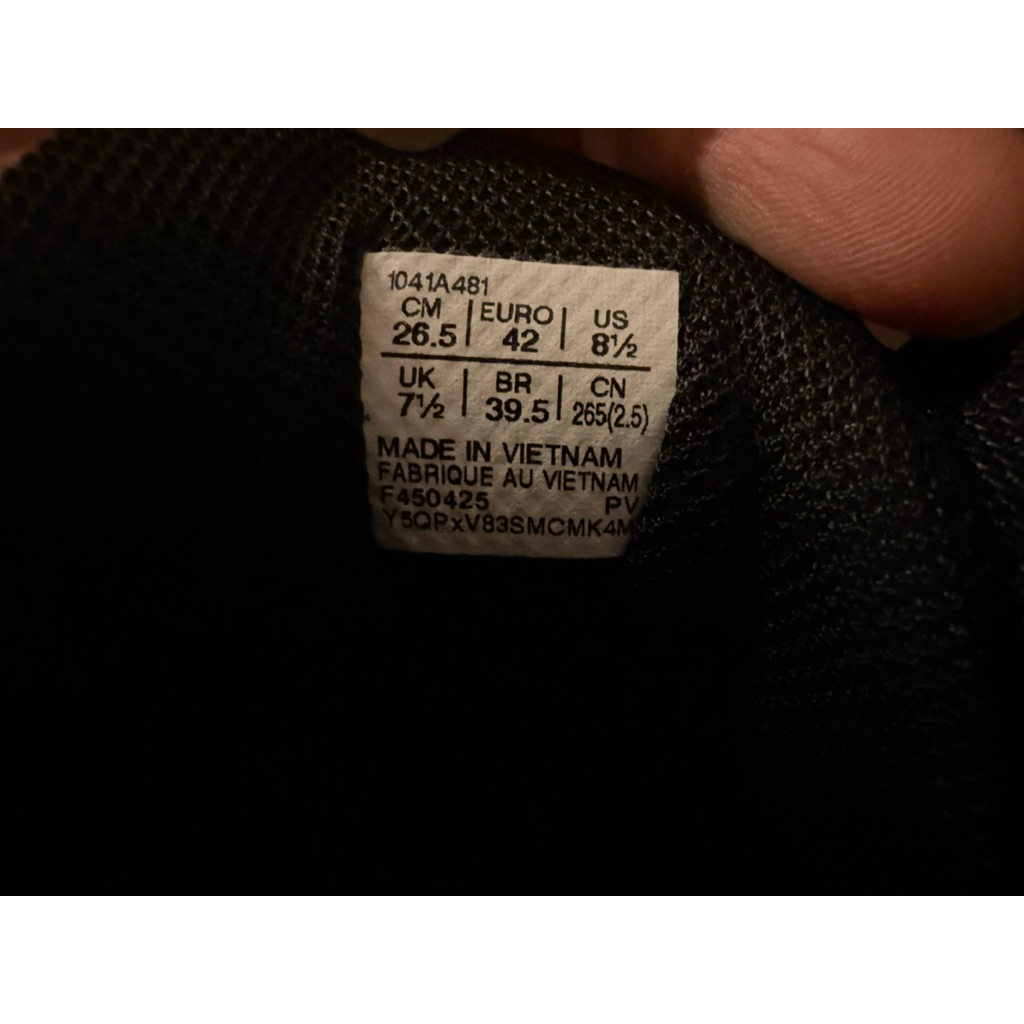 1041A481
CM | EURO | US
26.5 | 42 | 8½
UK | BR | CN
7½ | 39.5 | 265(2.5)
MADE IN VIETNAM
FABRIQUE AU VIETNAM
F450425 PV
Y5QPxV83SMCMK4M